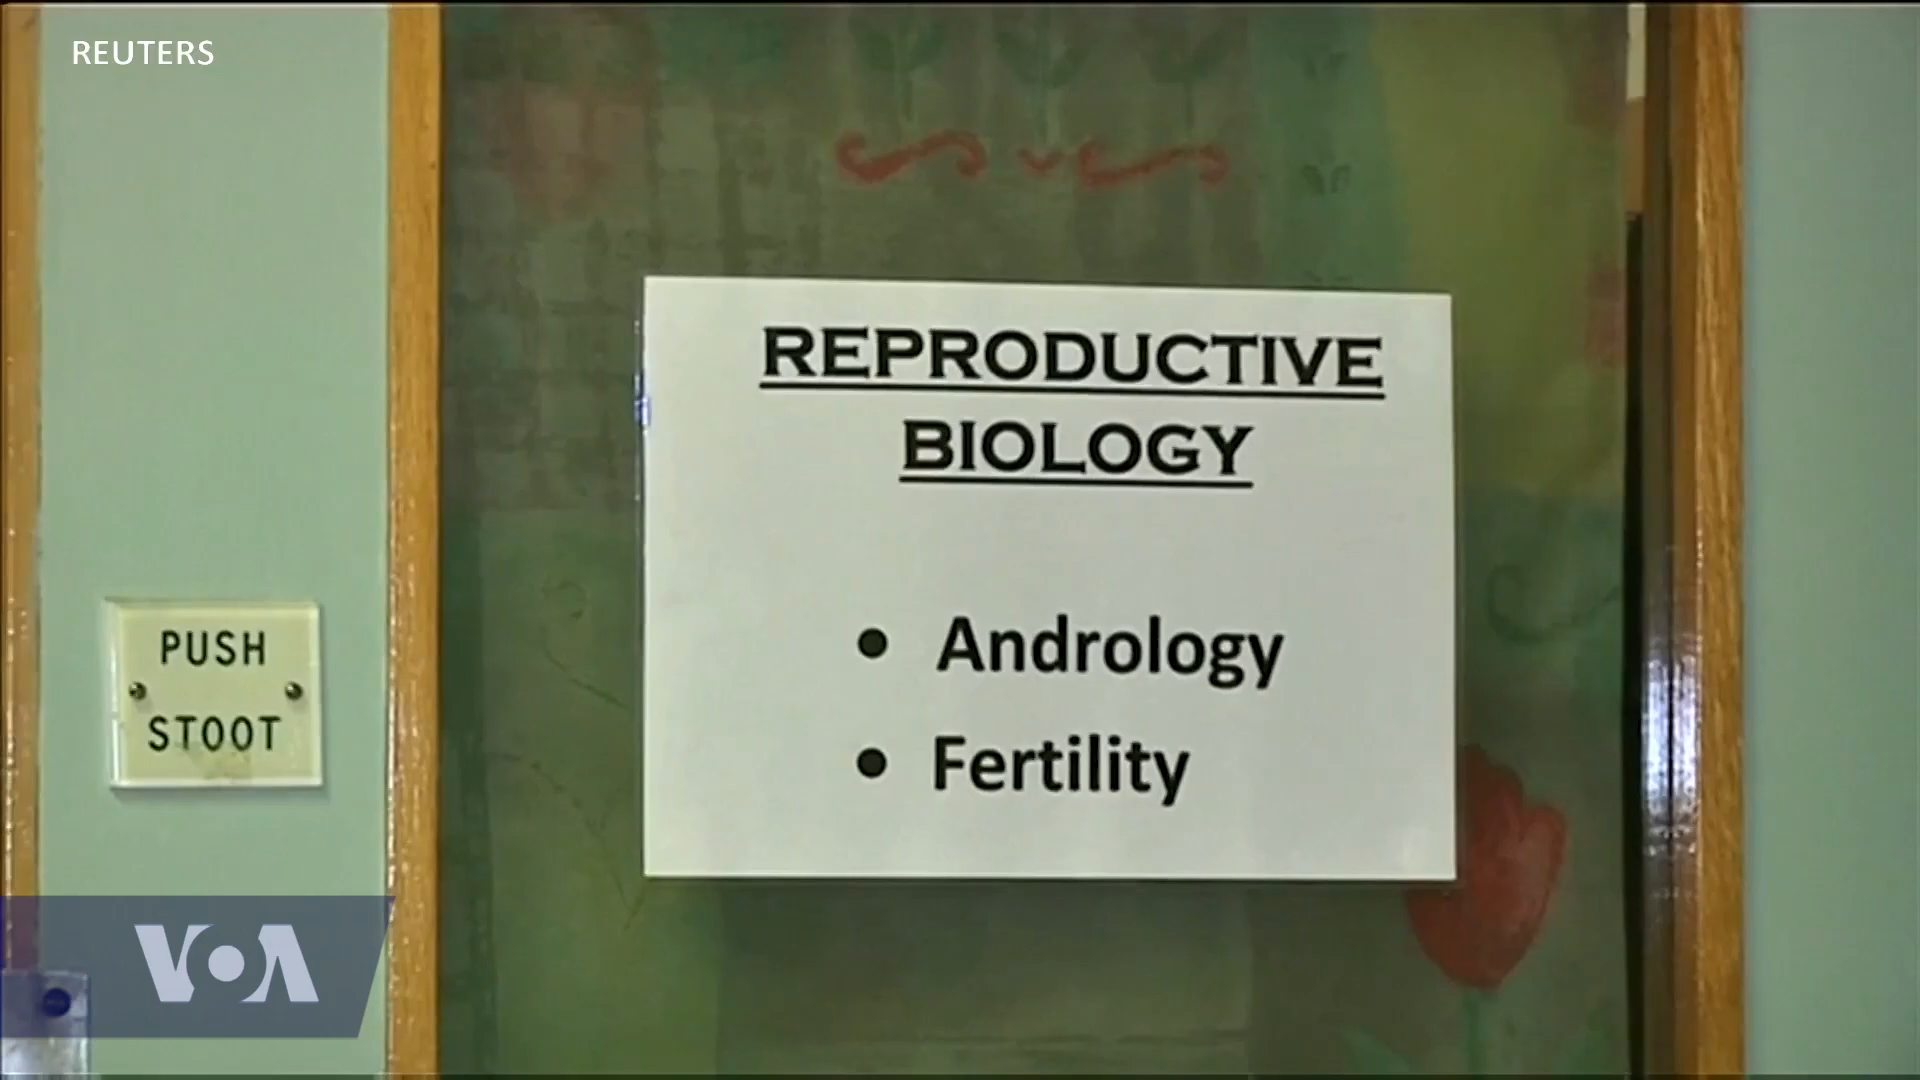 REUTERS
REPRODUCTIVE
BIOLOGY
• Andrology
• Fertility
PUSH
STOOT
VOA